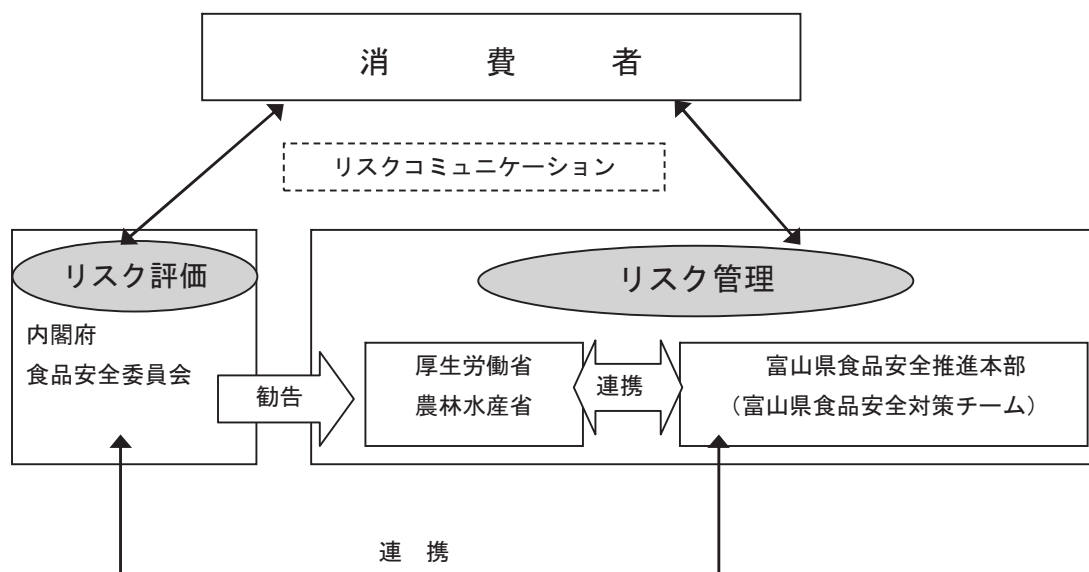 消費者
リスクコミュニケーション
リスク評価
内閣府
食品安全委員会
勧告
リスク管理
厚生労働省
農林水産省
連携
富山県食品安全推進本部
（富山県食品安全対策チーム）
連携